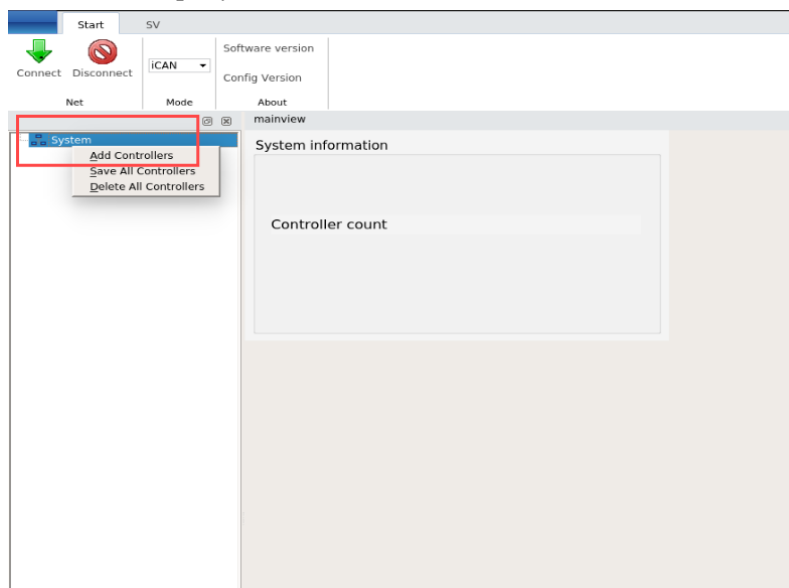 Start SV
Connect Disconnect
iCAN
Software version
Config Version
Net Mode About
mainview
System
Add Controllers
Save All Controllers
Delete All Controllers
System information
Controller count